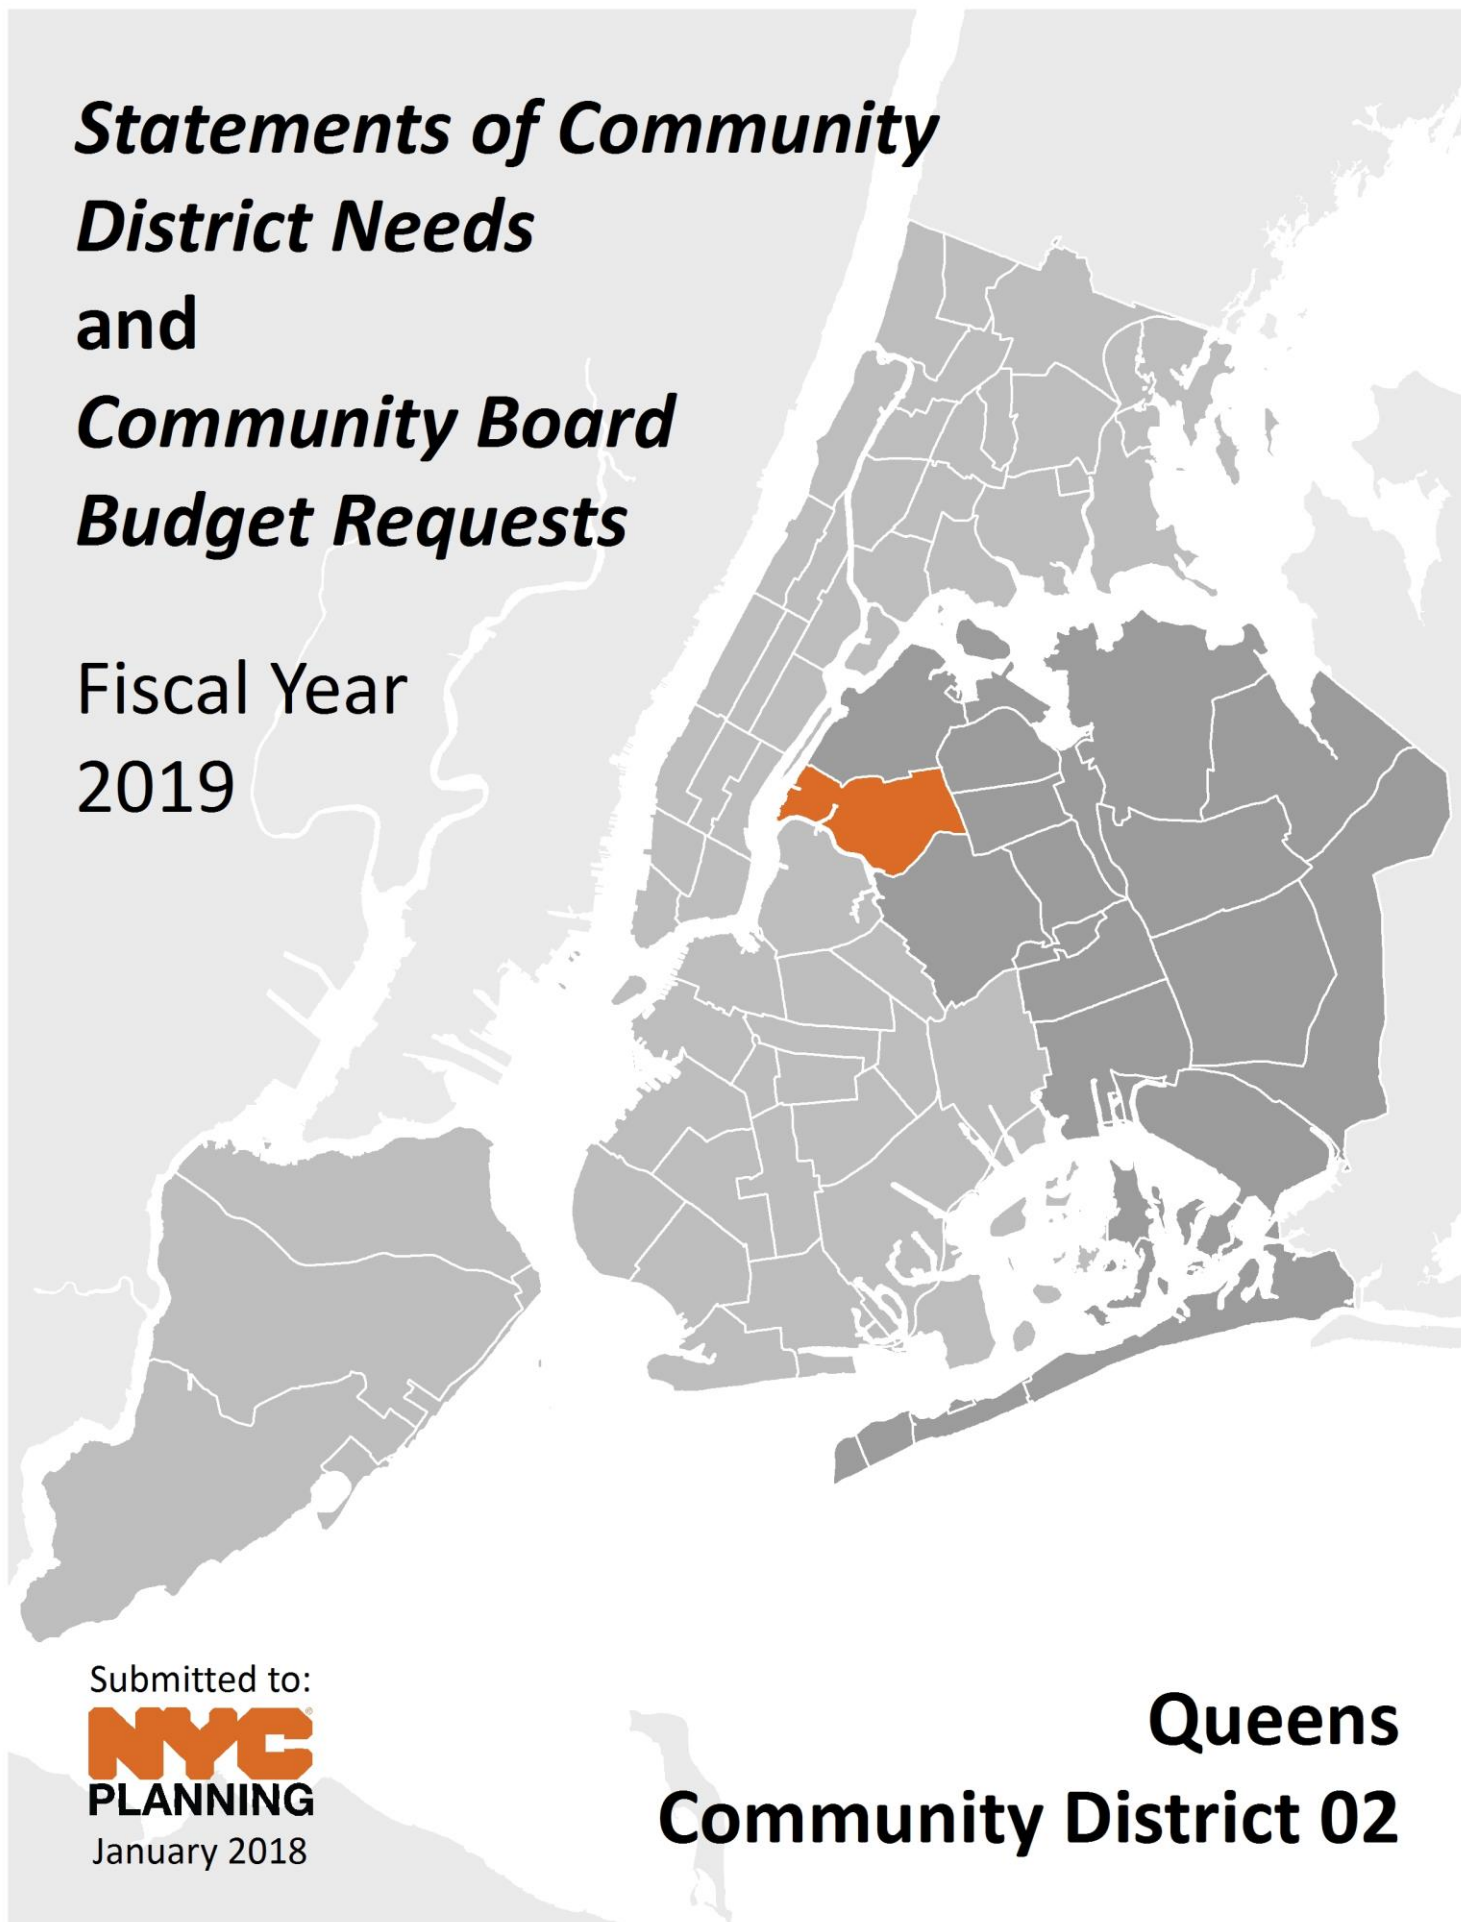 Statements of Community
District Needs
and
Community Board
Budget Requests
Fiscal Year
2019
Submitted to:
NYC
PLANNING
January 2018
Queens
Community District 02